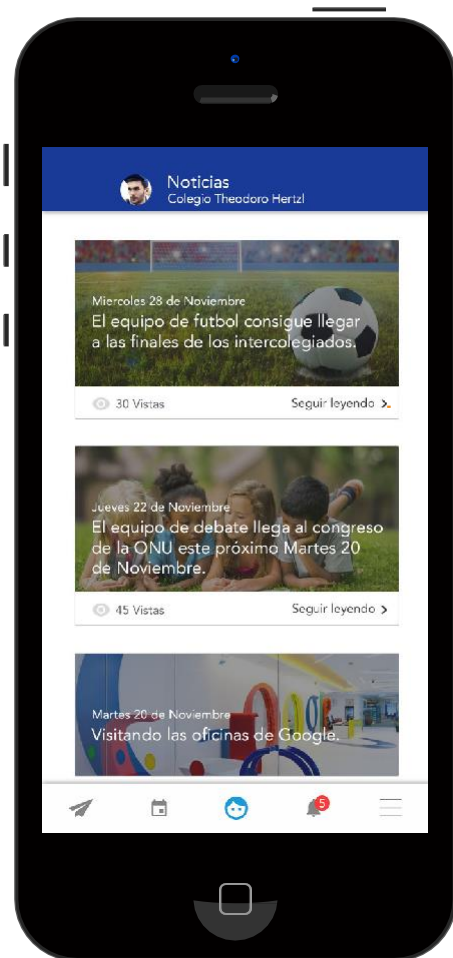 Noticias
Colegio Theodoro Hertzl
Miercoles 28 de Noviembre
El equipo de futbol consigue llegar
a las finales de los intercolegiados.
30 Vistas
Seguir leyendo
Jueves 22 de Noviembre
El equipo de debate llega al congreso
de la ONU este próximo Martes 20
de Noviembre.
45 Vistas
Seguir leyendo
Martes 20 de Noviembre
Visitando las oficinas de Google.
5